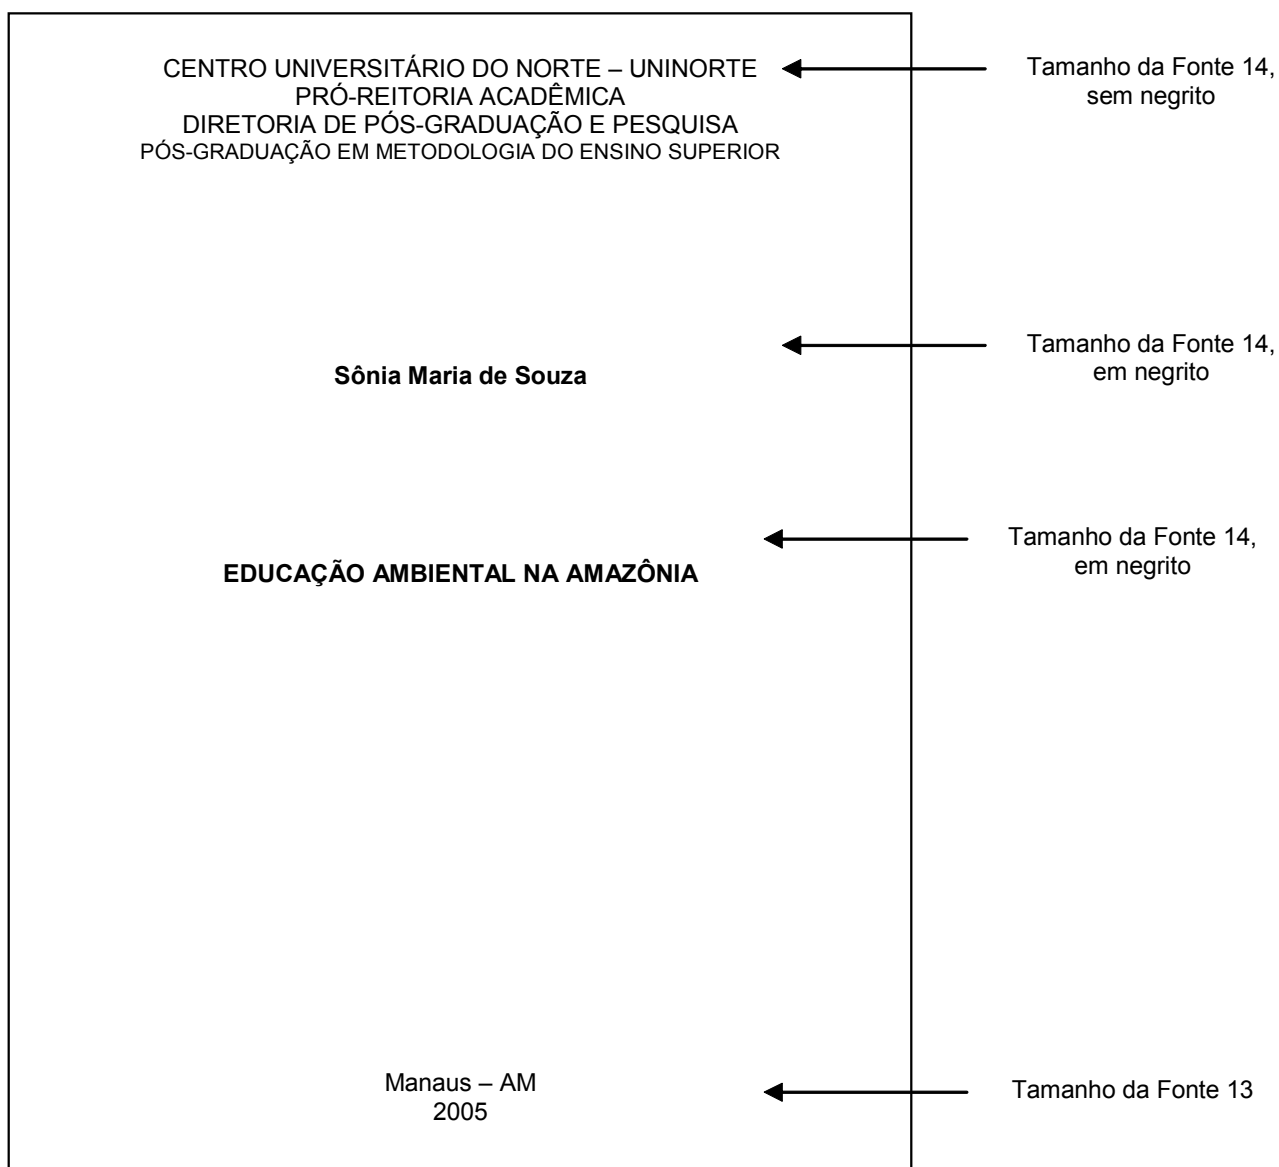 CENTRO UNIVERSITÁRIO DO NORTE – UNINORTE
PRÓ-REITORIA ACADÊMICA
DIRETORIA DE PÓS-GRADUAÇÃO E PESQUISA
PÓS-GRADUAÇÃO EM METODOLOGIA DO ENSINO SUPERIOR
Tamanho da Fonte 14,
sem negrito
Sônia Maria de Souza
Tamanho da Fonte 14,
em negrito
EDUCAÇÃO AMBIENTAL NA AMAZÔNIA
Tamanho da Fonte 14,
em negrito
Manaus – AM
2005
Tamanho da Fonte 13